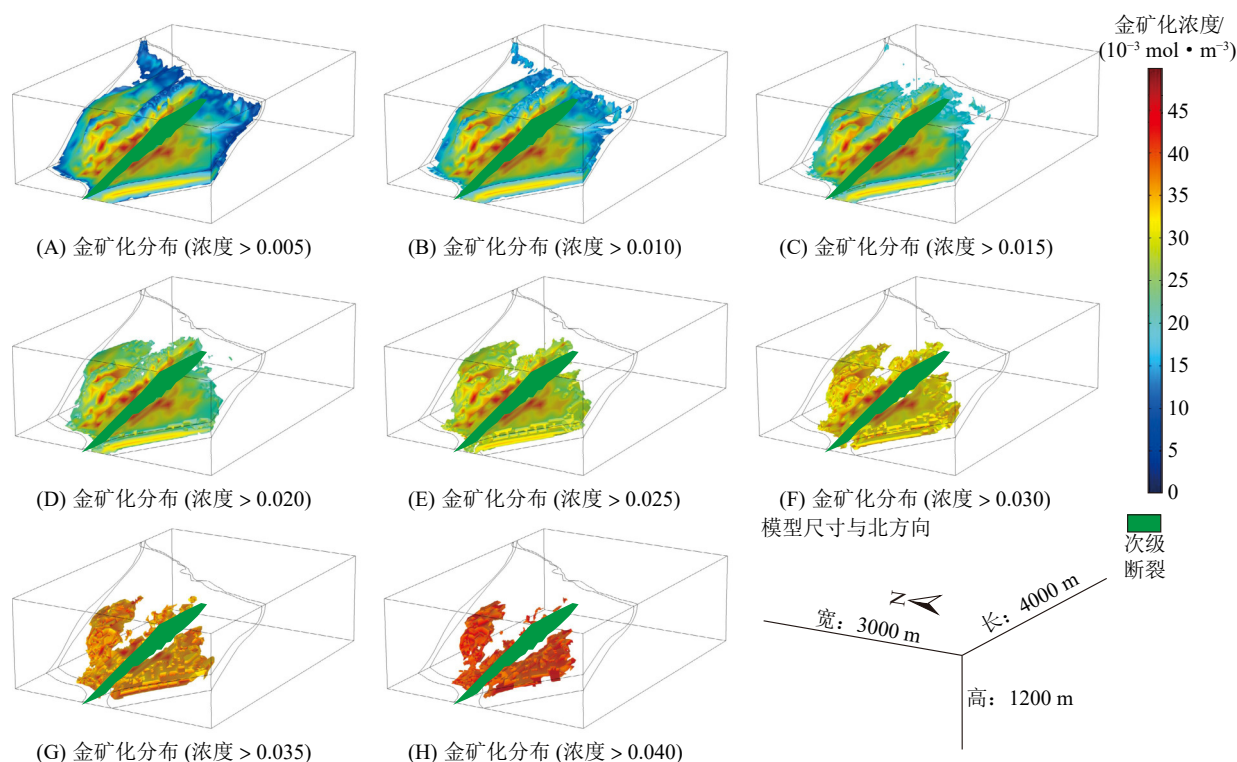 金矿化浓度/
(10⁻³ mol·m⁻³)
45
40
35
30
25
20
15
10
5
0
(A) 金矿化分布 (浓度 > 0.005)
(B) 金矿化分布 (浓度 > 0.010)
(C) 金矿化分布 (浓度 > 0.015)
(D) 金矿化分布 (浓度 > 0.020)
(E) 金矿化分布 (浓度 > 0.025)
(F) 金矿化分布 (浓度 > 0.030)
模型尺寸与北方向
次级
断裂
N
宽：3000 m
长：4000 m
高：1200 m
(G) 金矿化分布 (浓度 > 0.035)
(H) 金矿化分布 (浓度 > 0.040)